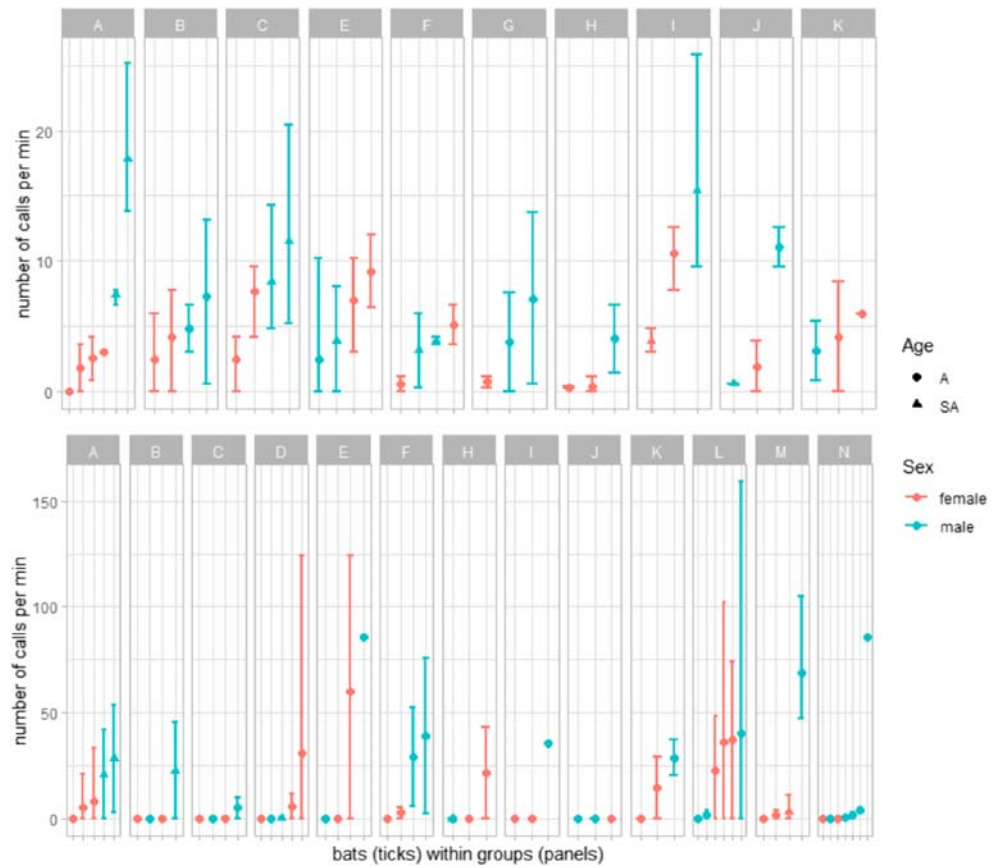 A B C E F G H I J K
number of calls per min
20
10
0
Age
A
SA
Sex
female
male
A B C D E F H I J K L M N
number of calls per min
150
100
50
0
bats (ticks) within groups (panels)